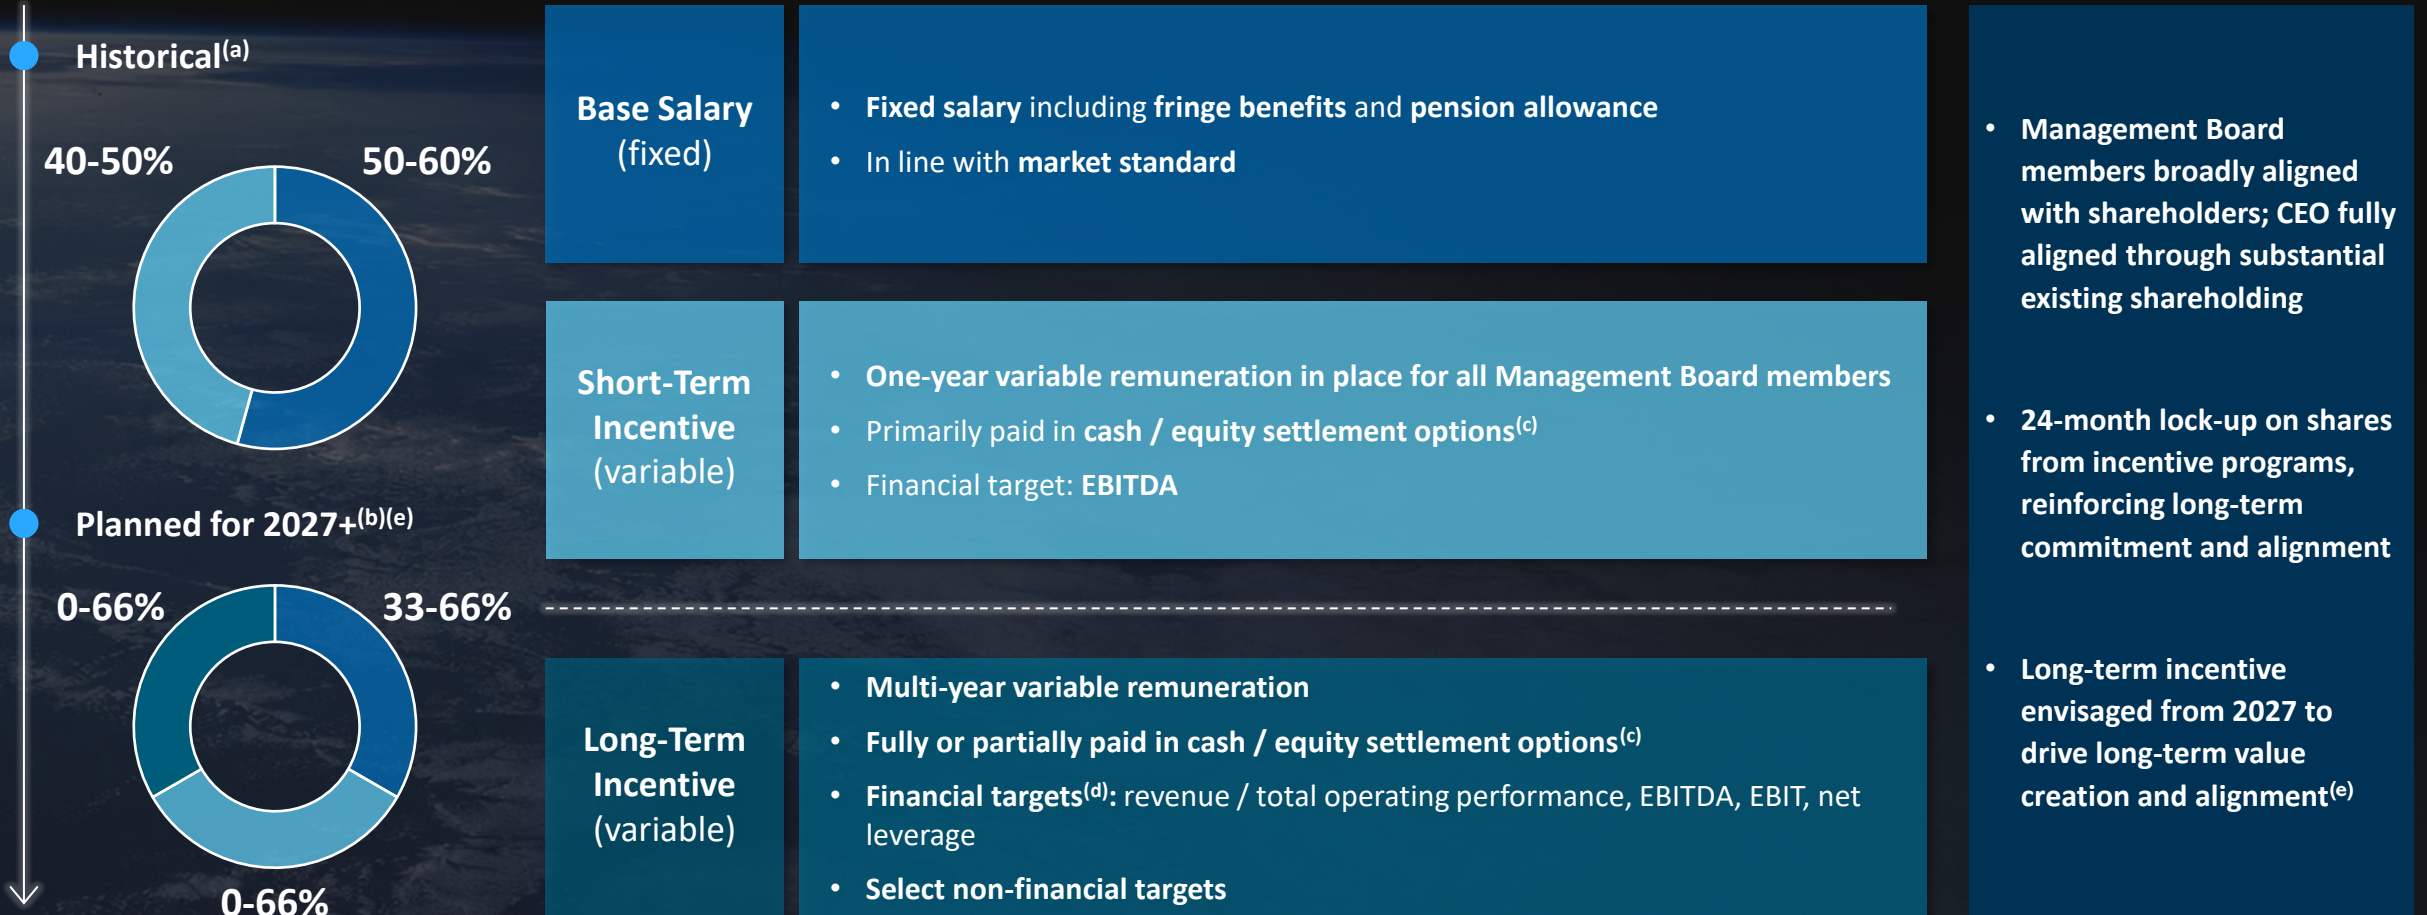 Historical(a)
40-50%
50-60%
Planned for 2027+(b)(e)
0-66%
33-66%
0-66%
Base Salary
(fixed)
• Fixed salary including fringe benefits and pension allowance
• In line with market standard
Short-Term
Incentive
(variable)
• One-year variable remuneration in place for all Management Board members
• Primarily paid in cash / equity settlement options(c)
• Financial target: EBITDA
Long-Term
Incentive
(variable)
• Multi-year variable remuneration
• Fully or partially paid in cash / equity settlement options(c)
• Financial targets(d): revenue / total operating performance, EBITDA, EBIT, net
leverage
• Select non-financial targets
• Management Board
members broadly aligned
with shareholders; CEO fully
aligned through substantial
existing shareholding
• 24-month lock-up on shares
from incentive programs,
reinforcing long-term
commitment and alignment
• Long-term incentive
envisaged from 2027 to
drive long-term value
creation and alignment(e)